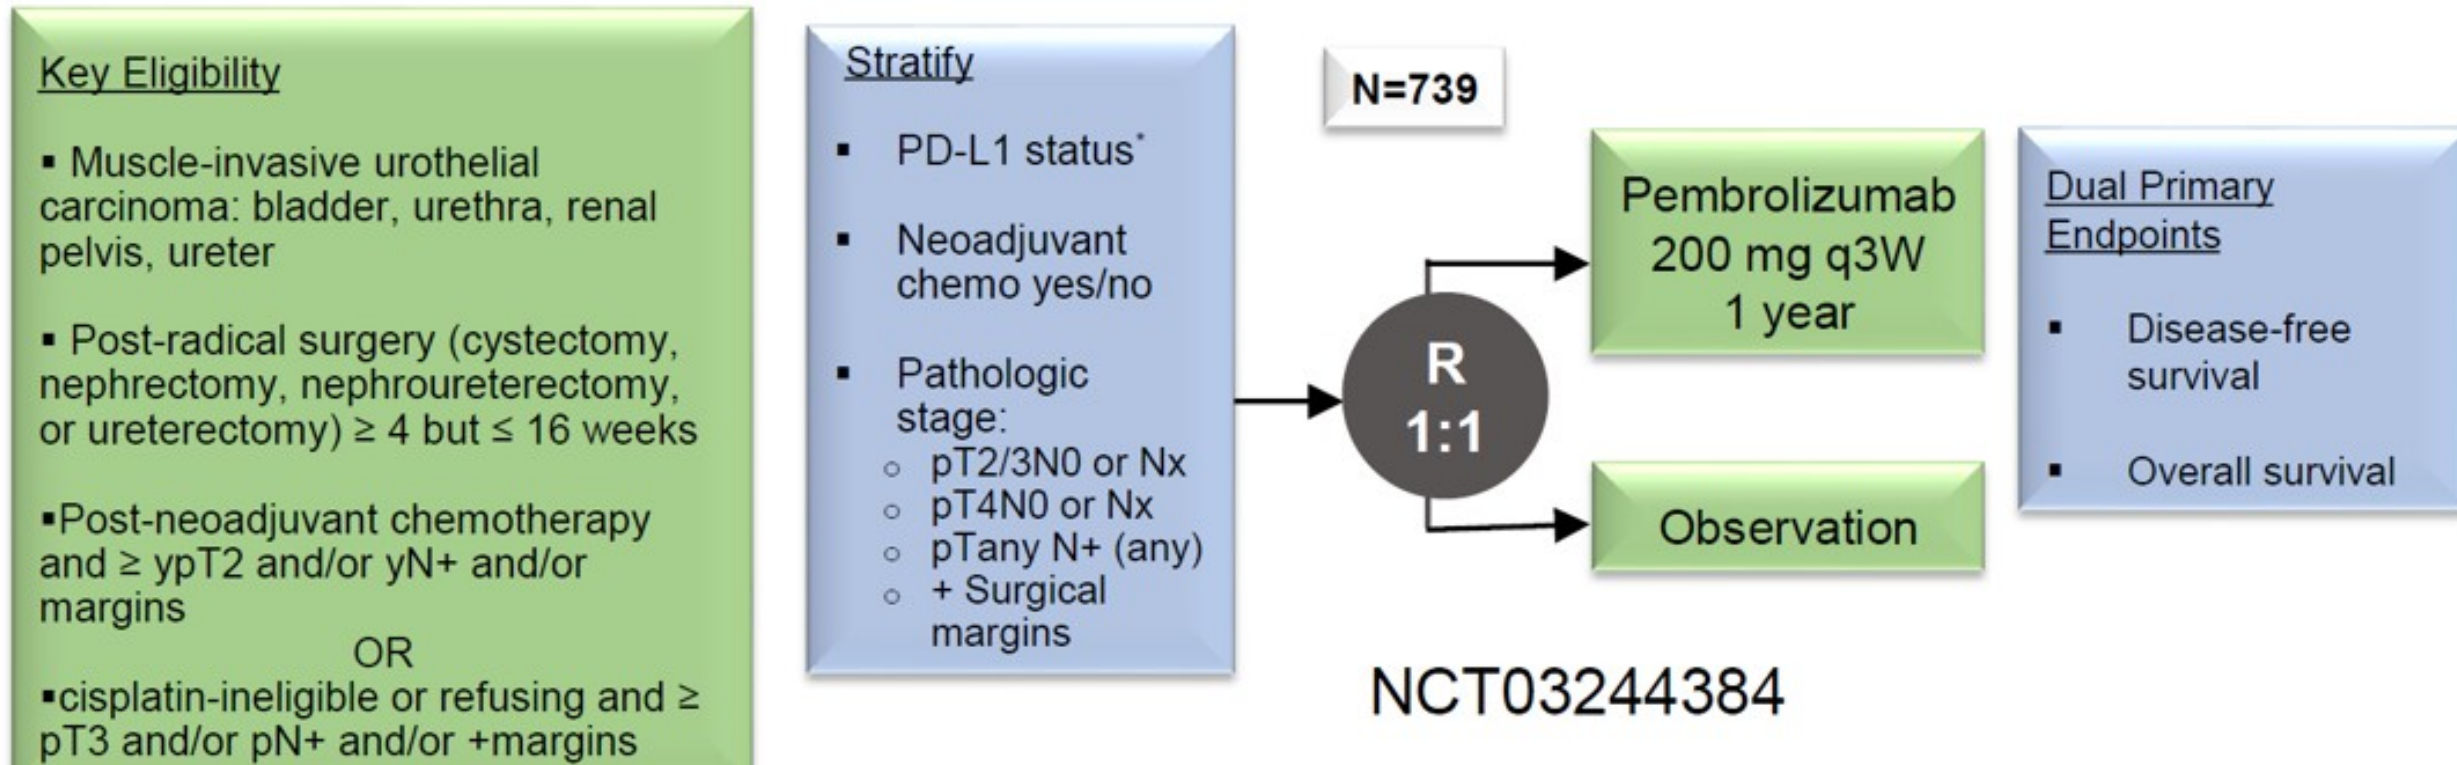 Key Eligibility
▪ Muscle-invasive urothelial
carcinoma: bladder, urethra, renal
pelvis, ureter
▪ Post-radical surgery (cystectomy,
nephrectomy, nephroureterectomy,
or ureterectomy) ≥ 4 but ≤ 16 weeks
▪Post-neoadjuvant chemotherapy
and ≥ ypT2 and/or yN+ and/or
margins
OR
▪cisplatin-ineligible or refusing and ≥
pT3 and/or pN+ and/or +margins
Stratify
▪ PD-L1 status*
▪ Neoadjuvant
chemo yes/no
▪ Pathologic
stage:
○ pT2/3N0 or Nx
○ pT4N0 or Nx
○ pTany N+ (any)
○ + Surgical
margins
N=739
R
1:1
Pembrolizumab
200 mg q3W
1 year
Observation
Dual Primary
Endpoints
▪ Disease-free
survival
▪ Overall survival
NCT03244384